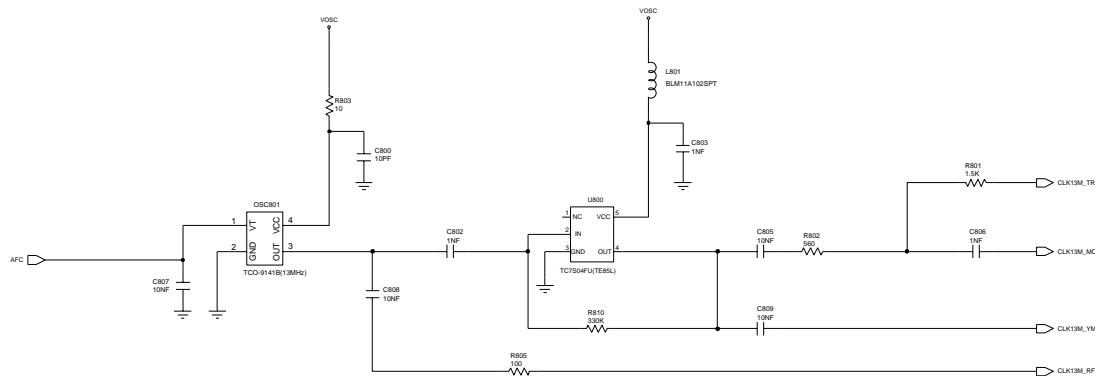 VOSC
VOSC
R803
10
L801
BLM11A102SPT
C800
10PF
C803
1NF
R801
1.5K
CLK13M_TR
OSC801
1
VT
VCC
4
2
GND
OUT
3
TCO-9141B(13MHz)
AFC
C807
10NF
C802
1NF
C808
10NF
U800
1
NC
VCC
5
2
IN
3
GND
OUT
4
TC7S04FU(TE85L)
C805
10NF
R802
560
C806
1NF
CLK13M_MC
R810
330K
C809
10NF
CLK13M_YM
R805
100
CLK13M_RF